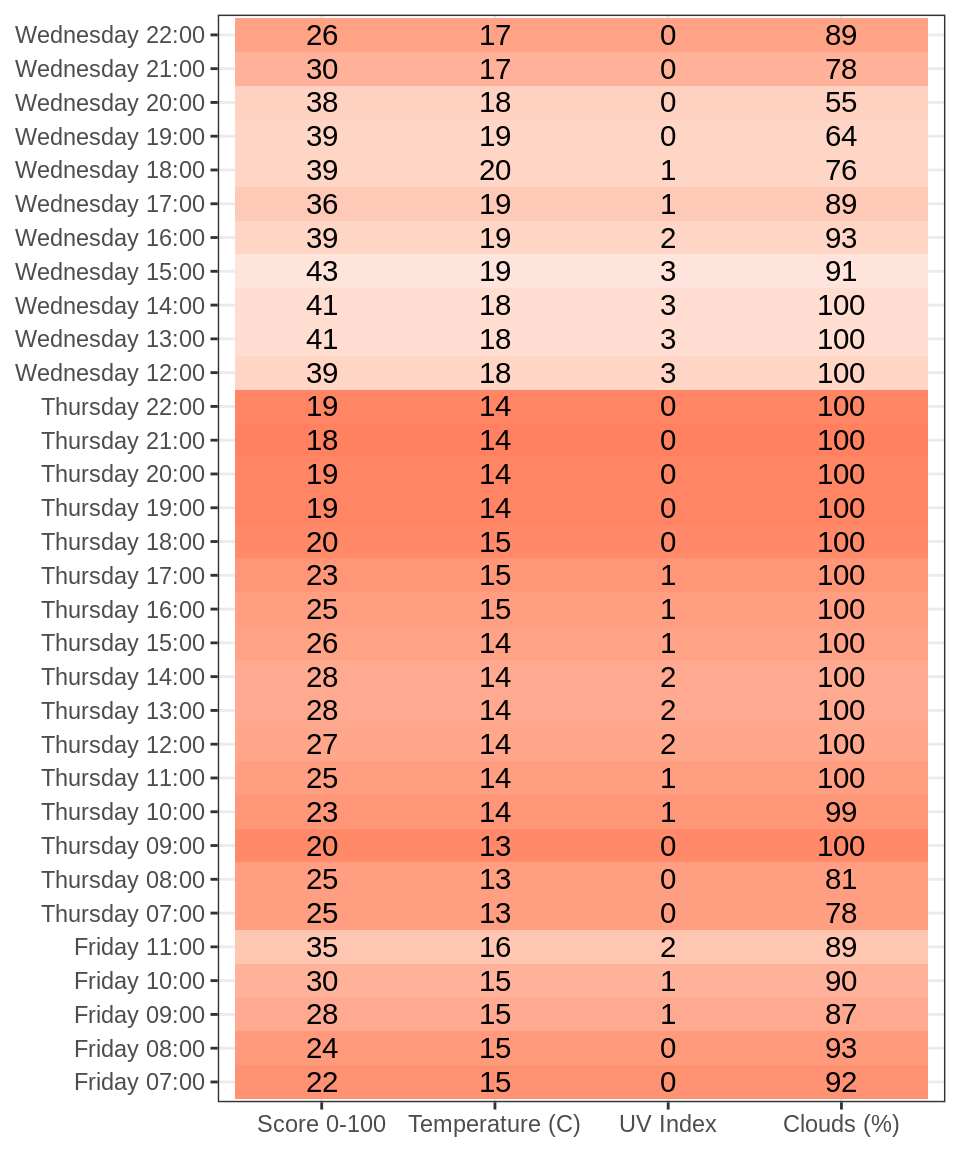 Wednesday 22:00 26 17 0 89
Wednesday 21:00 30 17 0 78
Wednesday 20:00 38 18 0 55
Wednesday 19:00 39 19 0 64
Wednesday 18:00 39 20 1 76
Wednesday 17:00 36 19 1 89
Wednesday 16:00 39 19 2 93
Wednesday 15:00 43 19 3 91
Wednesday 14:00 41 18 3 100
Wednesday 13:00 41 18 3 100
Wednesday 12:00 39 18 3 100
Thursday 22:00 19 14 0 100
Thursday 21:00 18 14 0 100
Thursday 20:00 19 14 0 100
Thursday 19:00 19 14 0 100
Thursday 18:00 20 15 0 100
Thursday 17:00 23 15 1 100
Thursday 16:00 25 15 1 100
Thursday 15:00 26 14 1 100
Thursday 14:00 28 14 2 100
Thursday 13:00 28 14 2 100
Thursday 12:00 27 14 2 100
Thursday 11:00 25 14 1 100
Thursday 10:00 23 14 1 99
Thursday 09:00 20 13 0 100
Thursday 08:00 25 13 0 81
Thursday 07:00 25 13 0 78
Friday 11:00 35 16 2 89
Friday 10:00 30 15 1 90
Friday 09:00 28 15 1 87
Friday 08:00 24 15 0 93
Friday 07:00 22 15 0 92
Score 0-100 Temperature (C) UV Index Clouds (%)